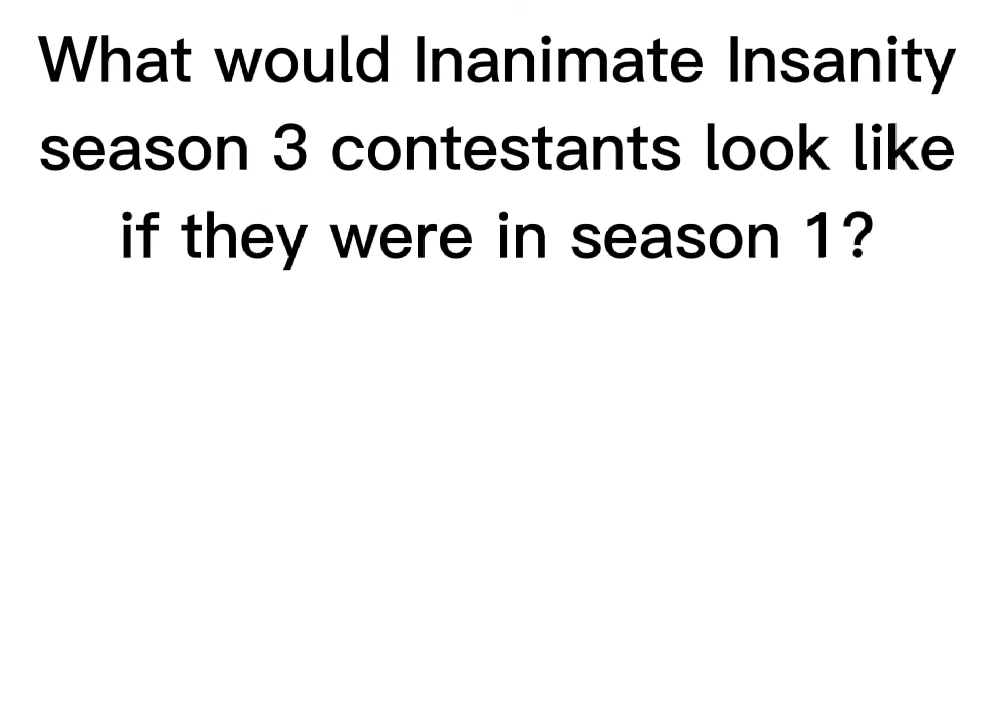 What would Inanimate Insanity
season 3 contestants look like
if they were in season 1?